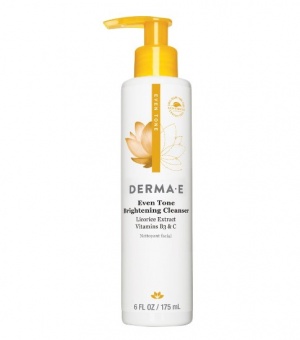 EVEN TONE
DERMA·E
Even Tone
Brightening Cleanser
Licorice Extract
Vitamins B3 & C
6 FL OZ / 175 mL